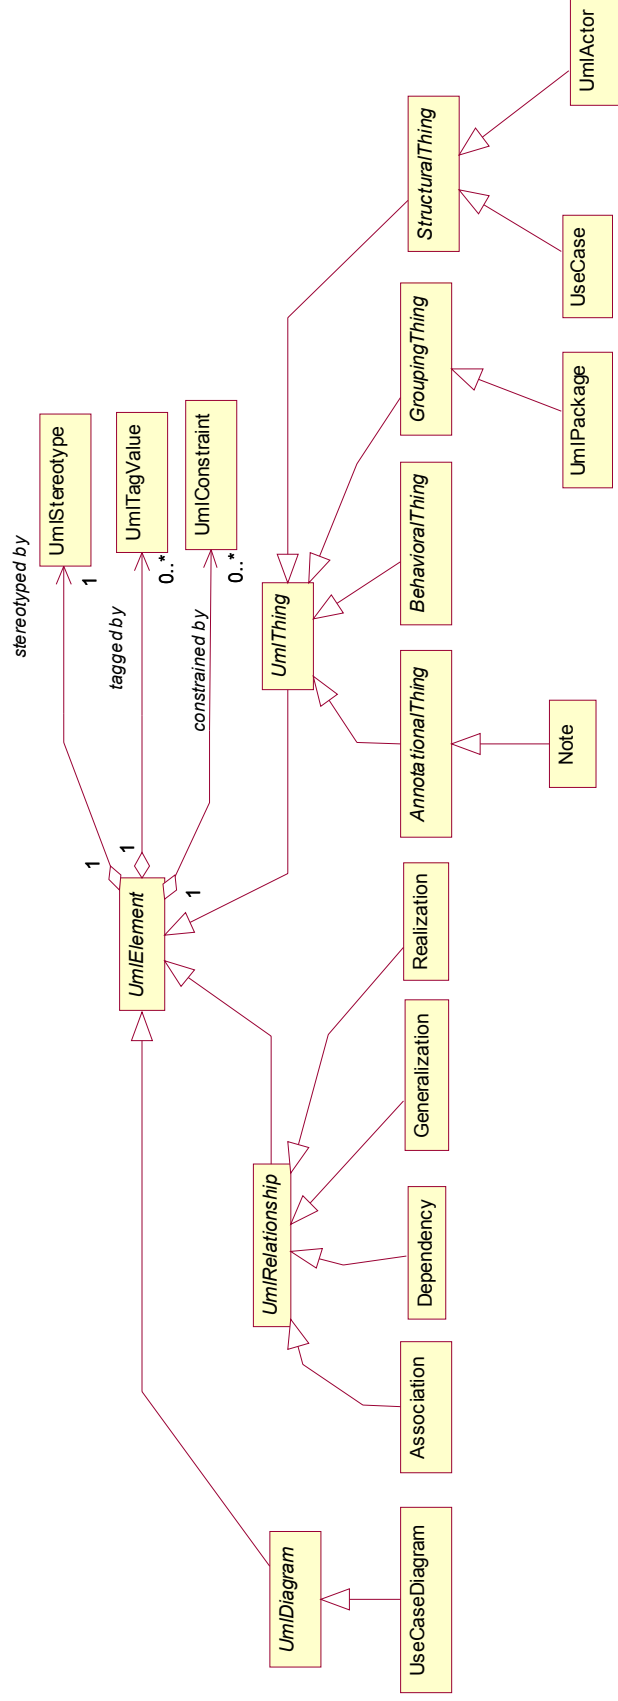 stereotyped by
1
UmlStereotype
1
tagged by
1
UmlTagValue
0..*
constrained by
1
UmlConstraint
0..*
UmlElement
UmlDiagram
UmlRelationship
UmlThing
UseCaseDiagram
Association
Dependency
Generalization
Realization
AnnotationalThing
BehavioralThing
GroupingThing
StructuralThing
Note
UmlPackage
UseCase
UmlActor